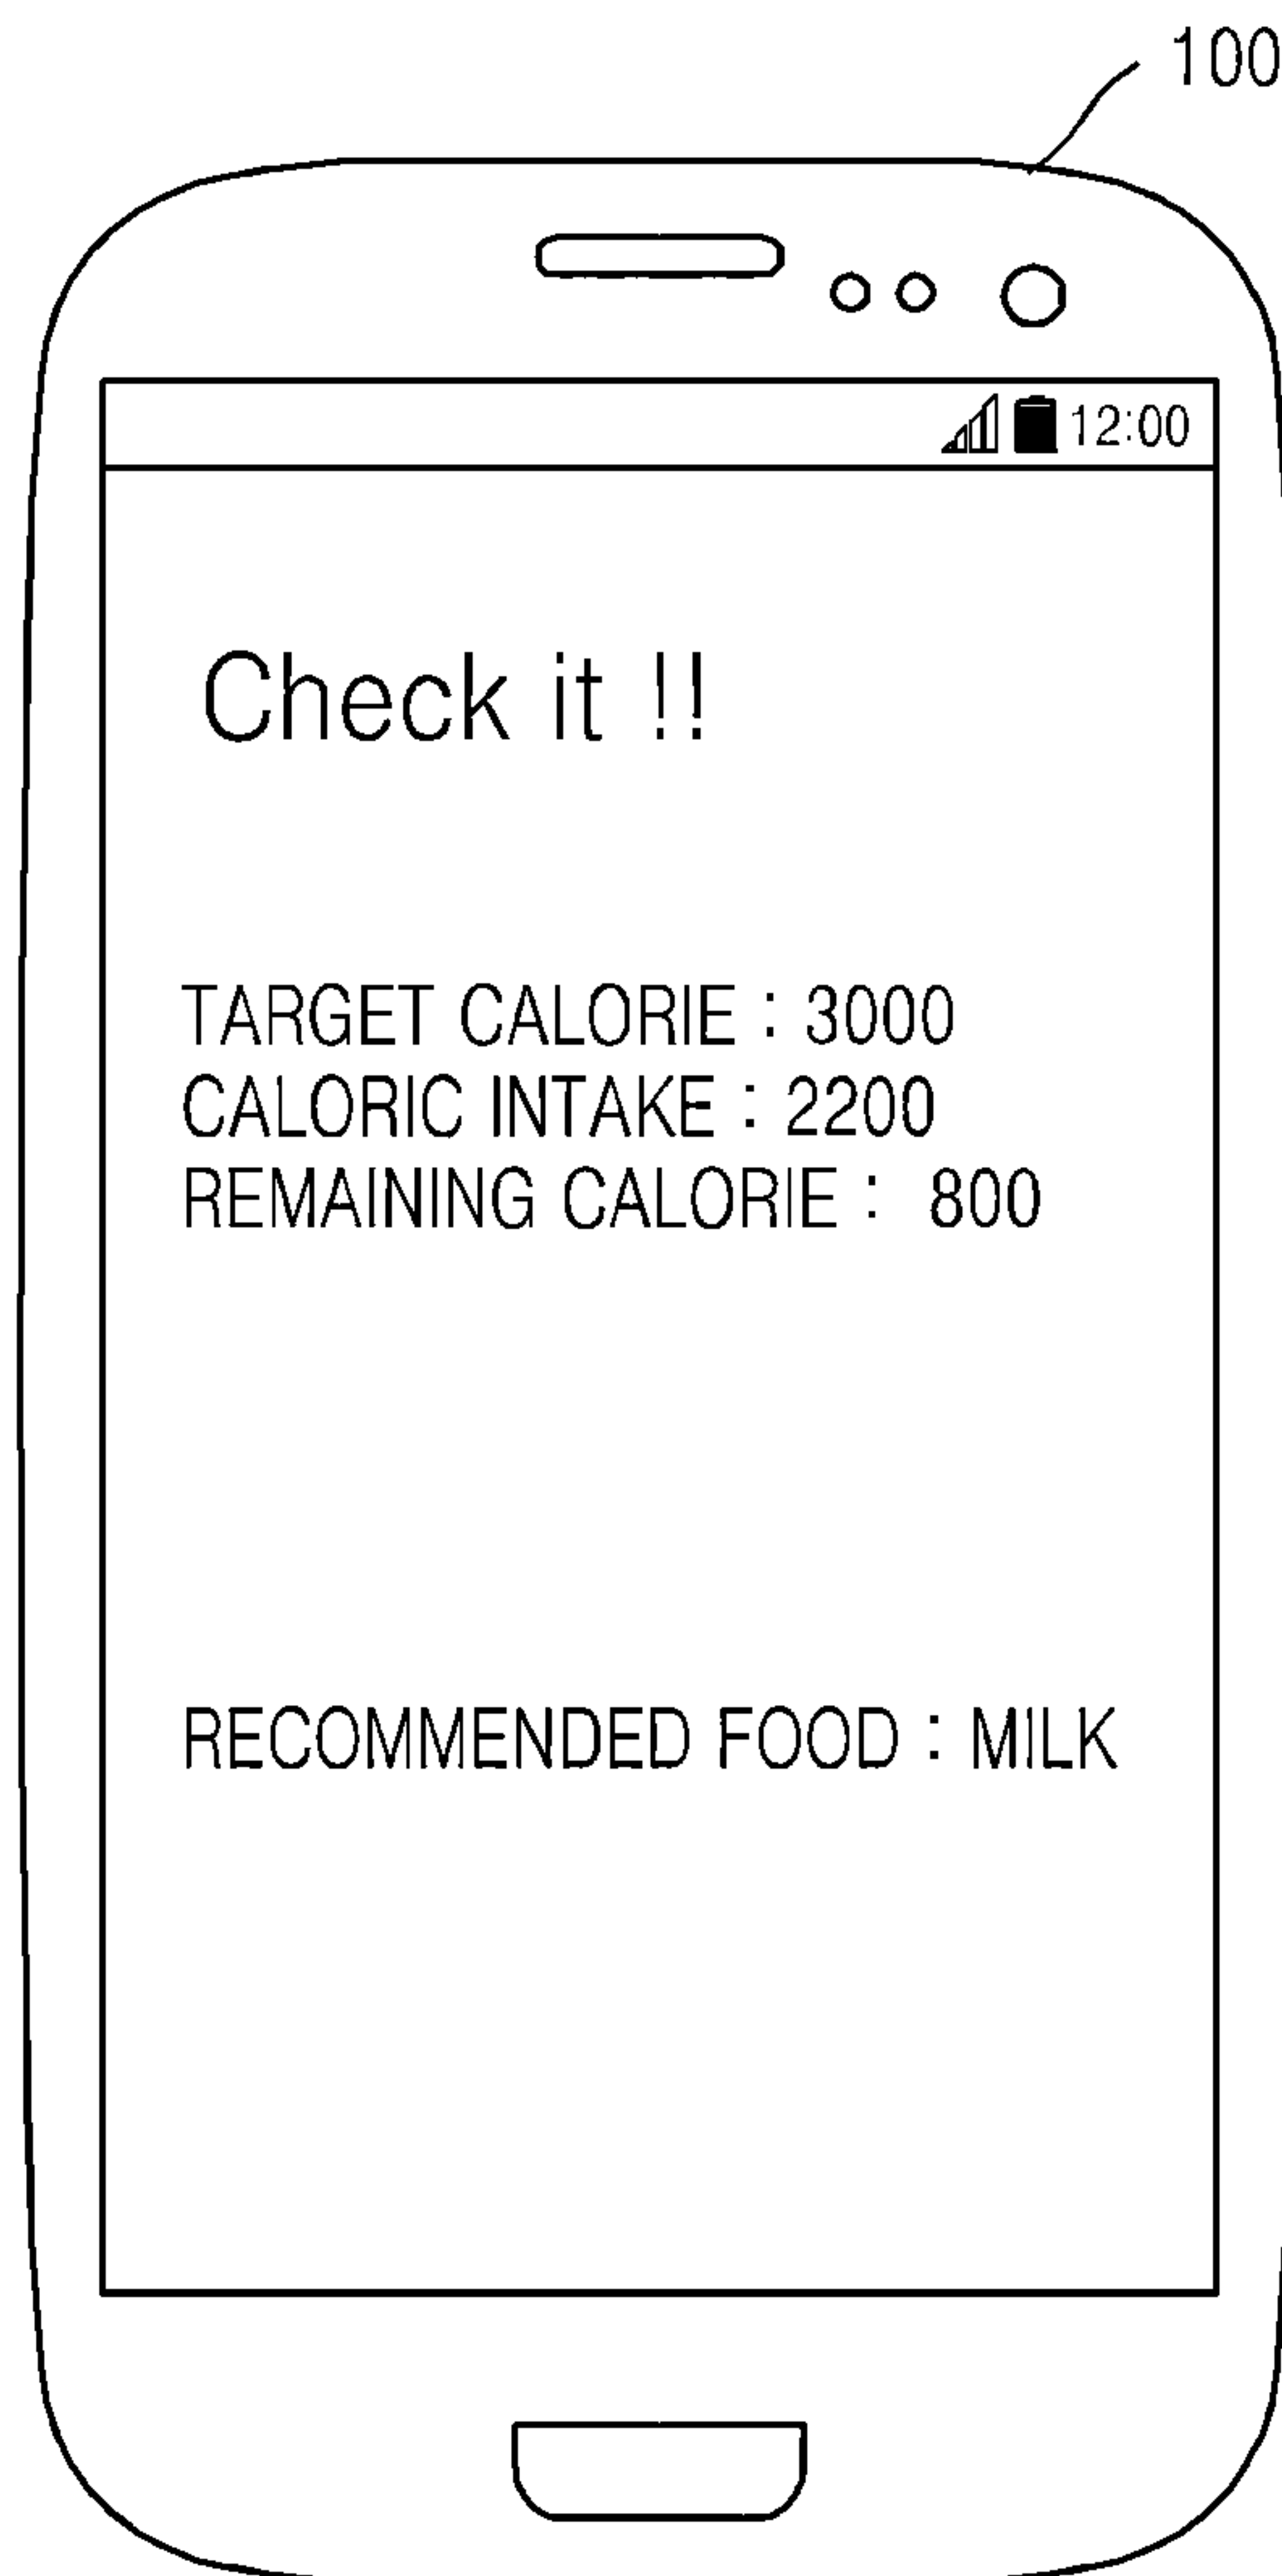 100
12:00
Check it !!
TARGET CALORIE : 3000
CALORIC INTAKE : 2200
REMAINING CALORIE : 800
RECOMMENDED FOOD : MILK